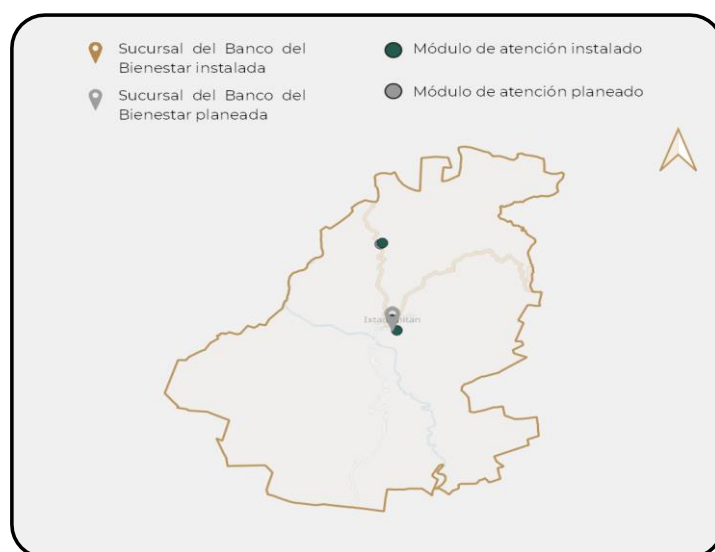 Sucursal del Banco del
Bienestar instalada
Sucursal del Banco del
Bienestar planeada
Módulo de atención instalado
Módulo de atención planeado